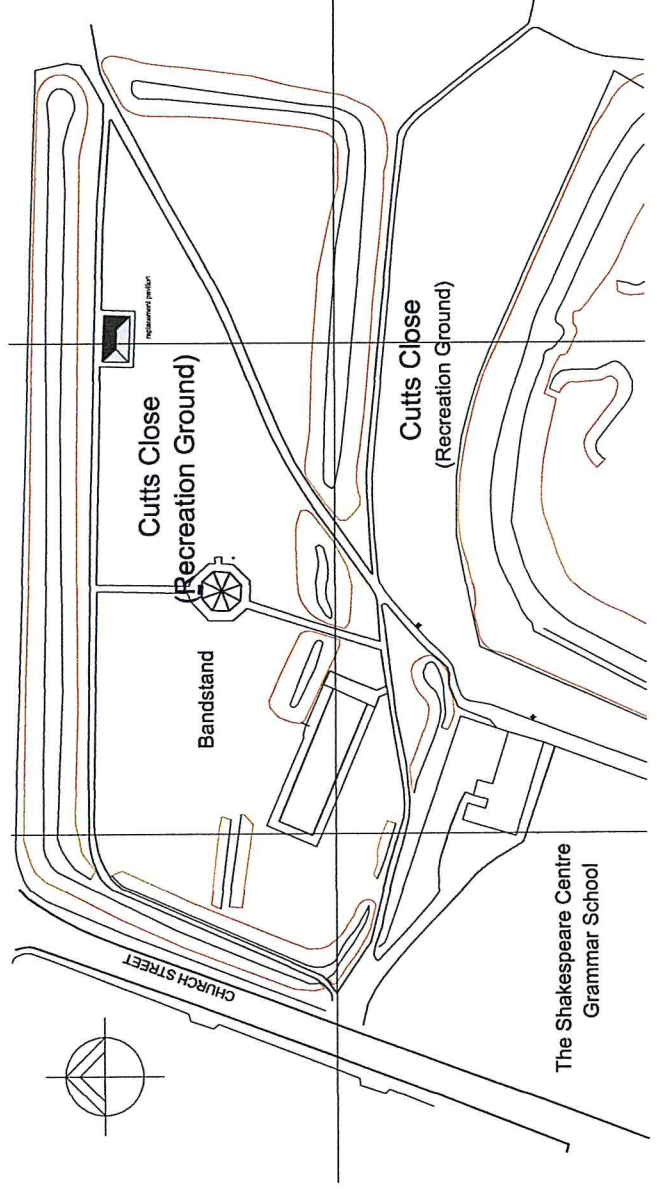 replacement pavilion
Cutts Close
(Recreation Ground)
Cutts Close
(Recreation Ground)
Bandstand
CHURCH STREET
The Shakespeare Centre
Grammar School